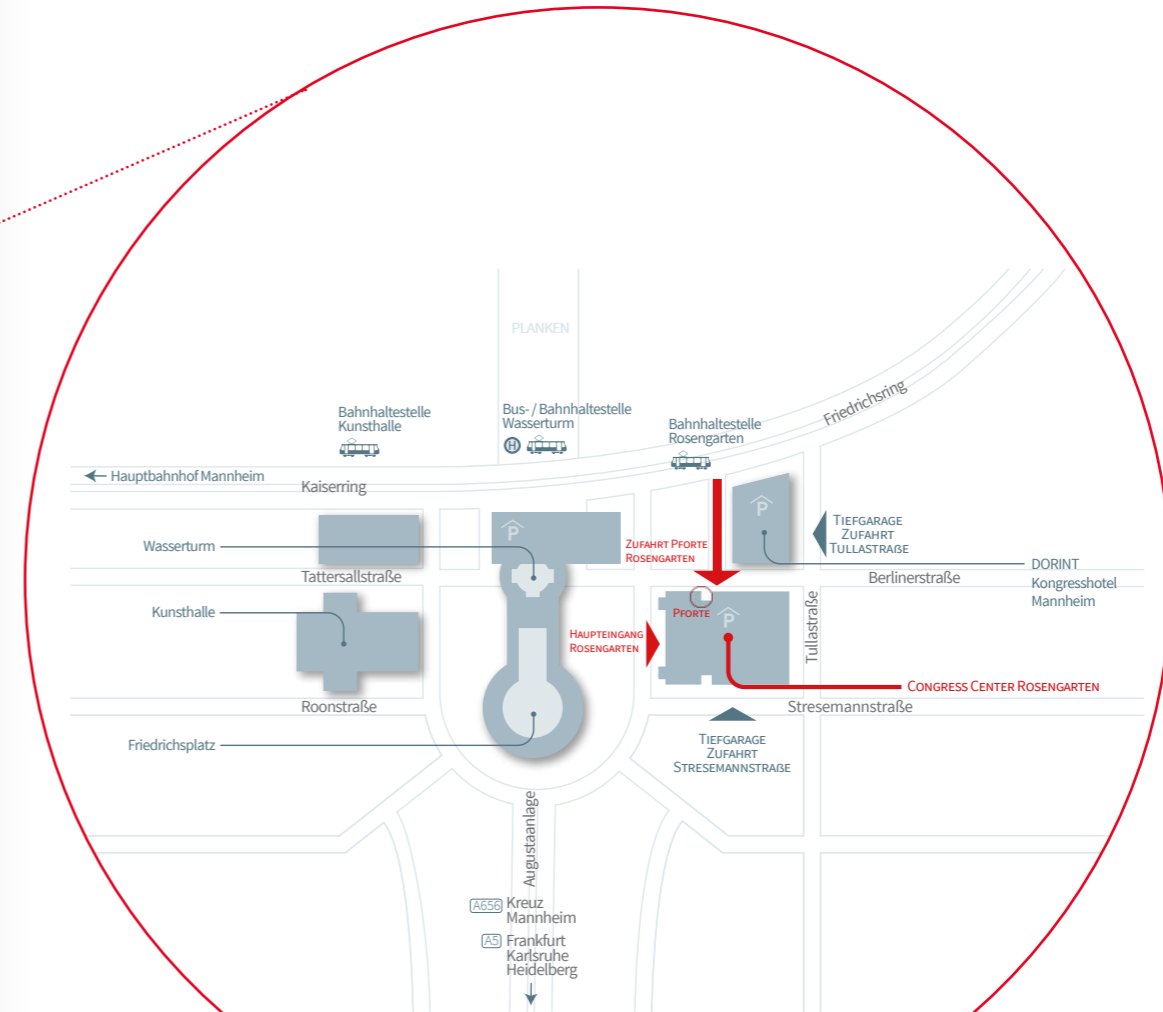 PLANKEN
Bahnhaltestelle
Kunsthalle
Bus- / Bahnhaltestelle
Wasserturm
H
Bahnhaltestelle
Rosengarten
Friedrichsring
Hauptbahnhof Mannheim
Kaiserring
P
P
Wasserturm
Zufahrt Pforte
Rosengarten
Tiefgarage
Zufahrt
Tullastraße
Tattersallstraße
Berlinerstraße
DORINT
Kongresshotel
Mannheim
Kunsthalle
Pforte
P
Haupteingang
Rosengarten
Tullastraße
Congress Center Rosengarten
Roonstraße
Stresemannstraße
Friedrichsplatz
Tiefgarage
Zufahrt
Stresemannstraße
Augustaanlage
A656 Kreuz
Mannheim
A5 Frankfurt
Karlsruhe
Heidelberg